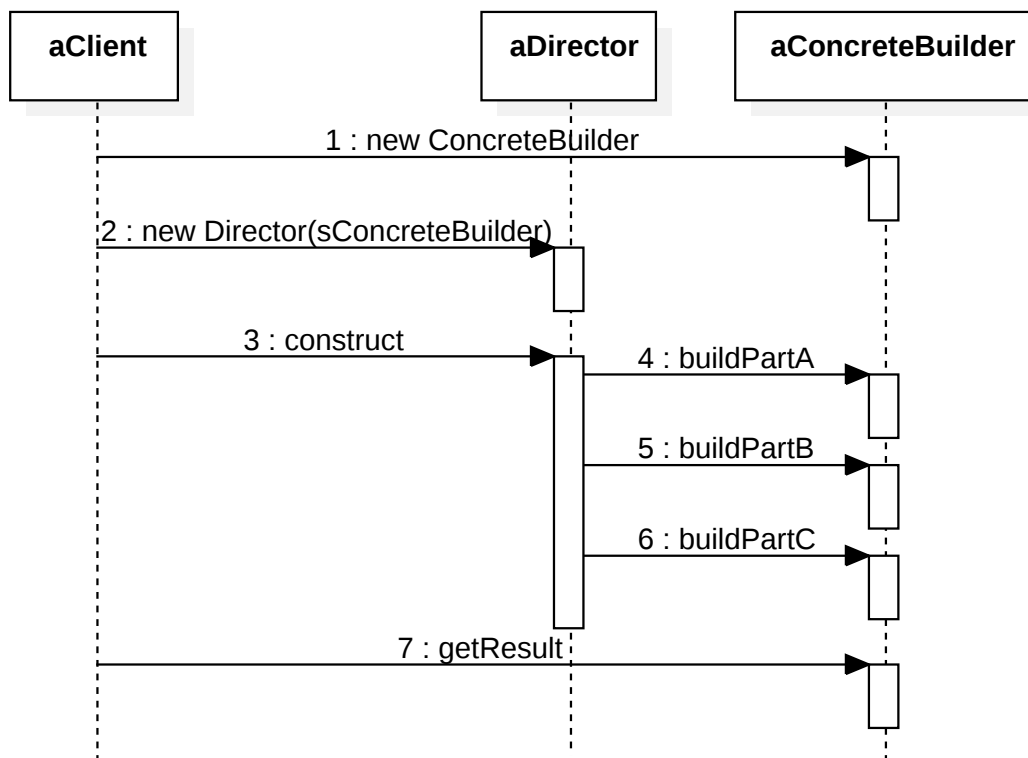 aClient
aDirector
aConcreteBuilder
1 : new ConcreteBuilder
2 : new Director(sConcreteBuilder)
3 : construct
4 : buildPartA
5 : buildPartB
6 : buildPartC
7 : getResult